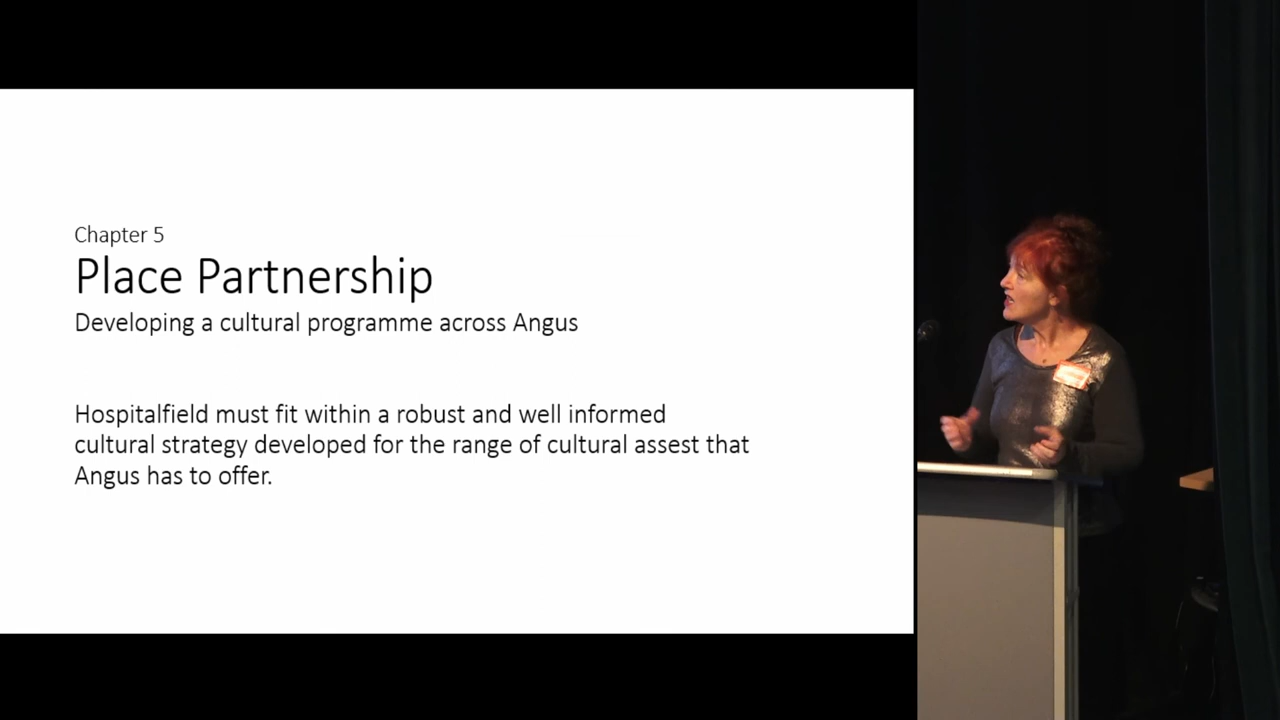 Chapter 5
Place Partnership
Developing a cultural programme across Angus
Hospitalfield must fit within a robust and well informed
cultural strategy developed for the range of cultural assest that
Angus has to offer.